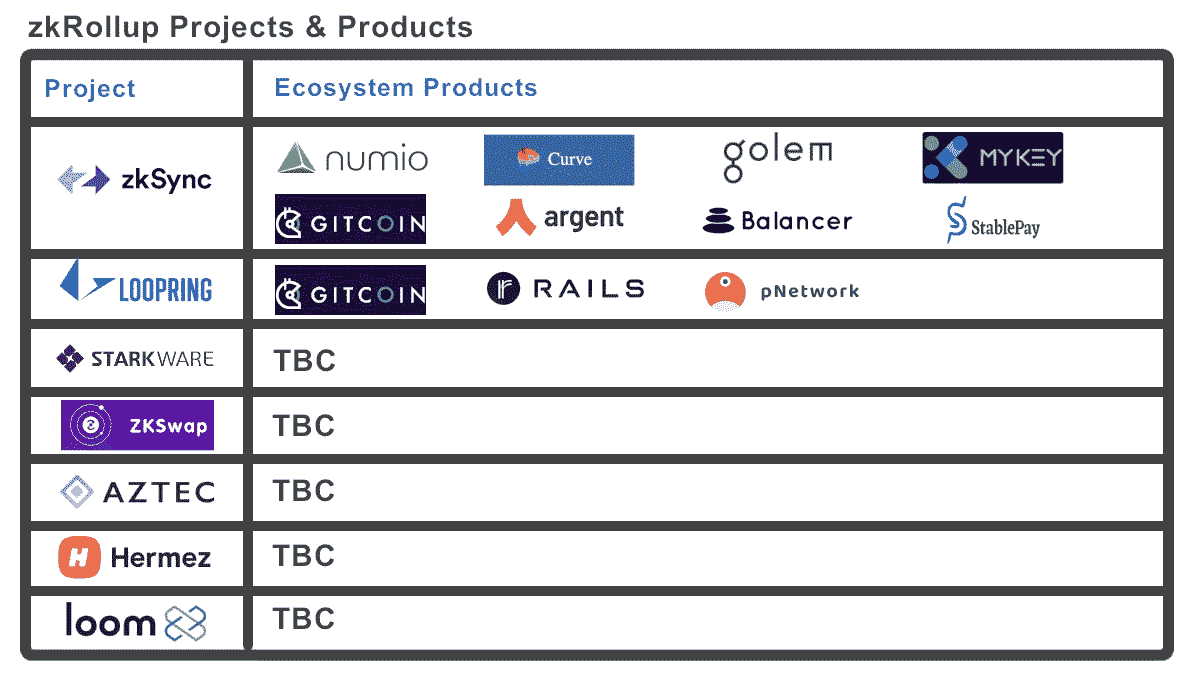 zkRollup Projects & Products
Project Ecosystem Products
zkSync numio Curve golem MYKEY
GITCOIN argent Balancer StablePay
LOOPRING GITCOIN RAILS pNetwork
STARKWARE TBC
ZKSwap TBC
AZTEC TBC
Hermez TBC
loom TBC